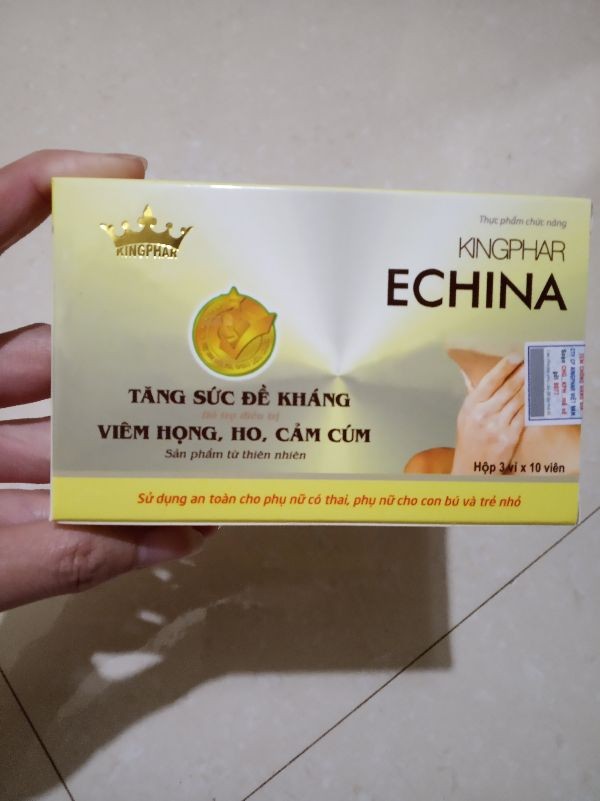 KINGPHAR
Thực phẩm chức năng
KINGPHAR
ECHINA
TĂNG SỨC ĐỀ KHÁNG
Hỗ trợ điều trị
VIÊM HỌNG, HO, CẢM CÚM
Sản phẩm từ thiên nhiên
Hộp 3 vỉ x 10 viên
Sử dụng an toàn cho phụ nữ có thai, phụ nữ cho con bú và trẻ nhỏ